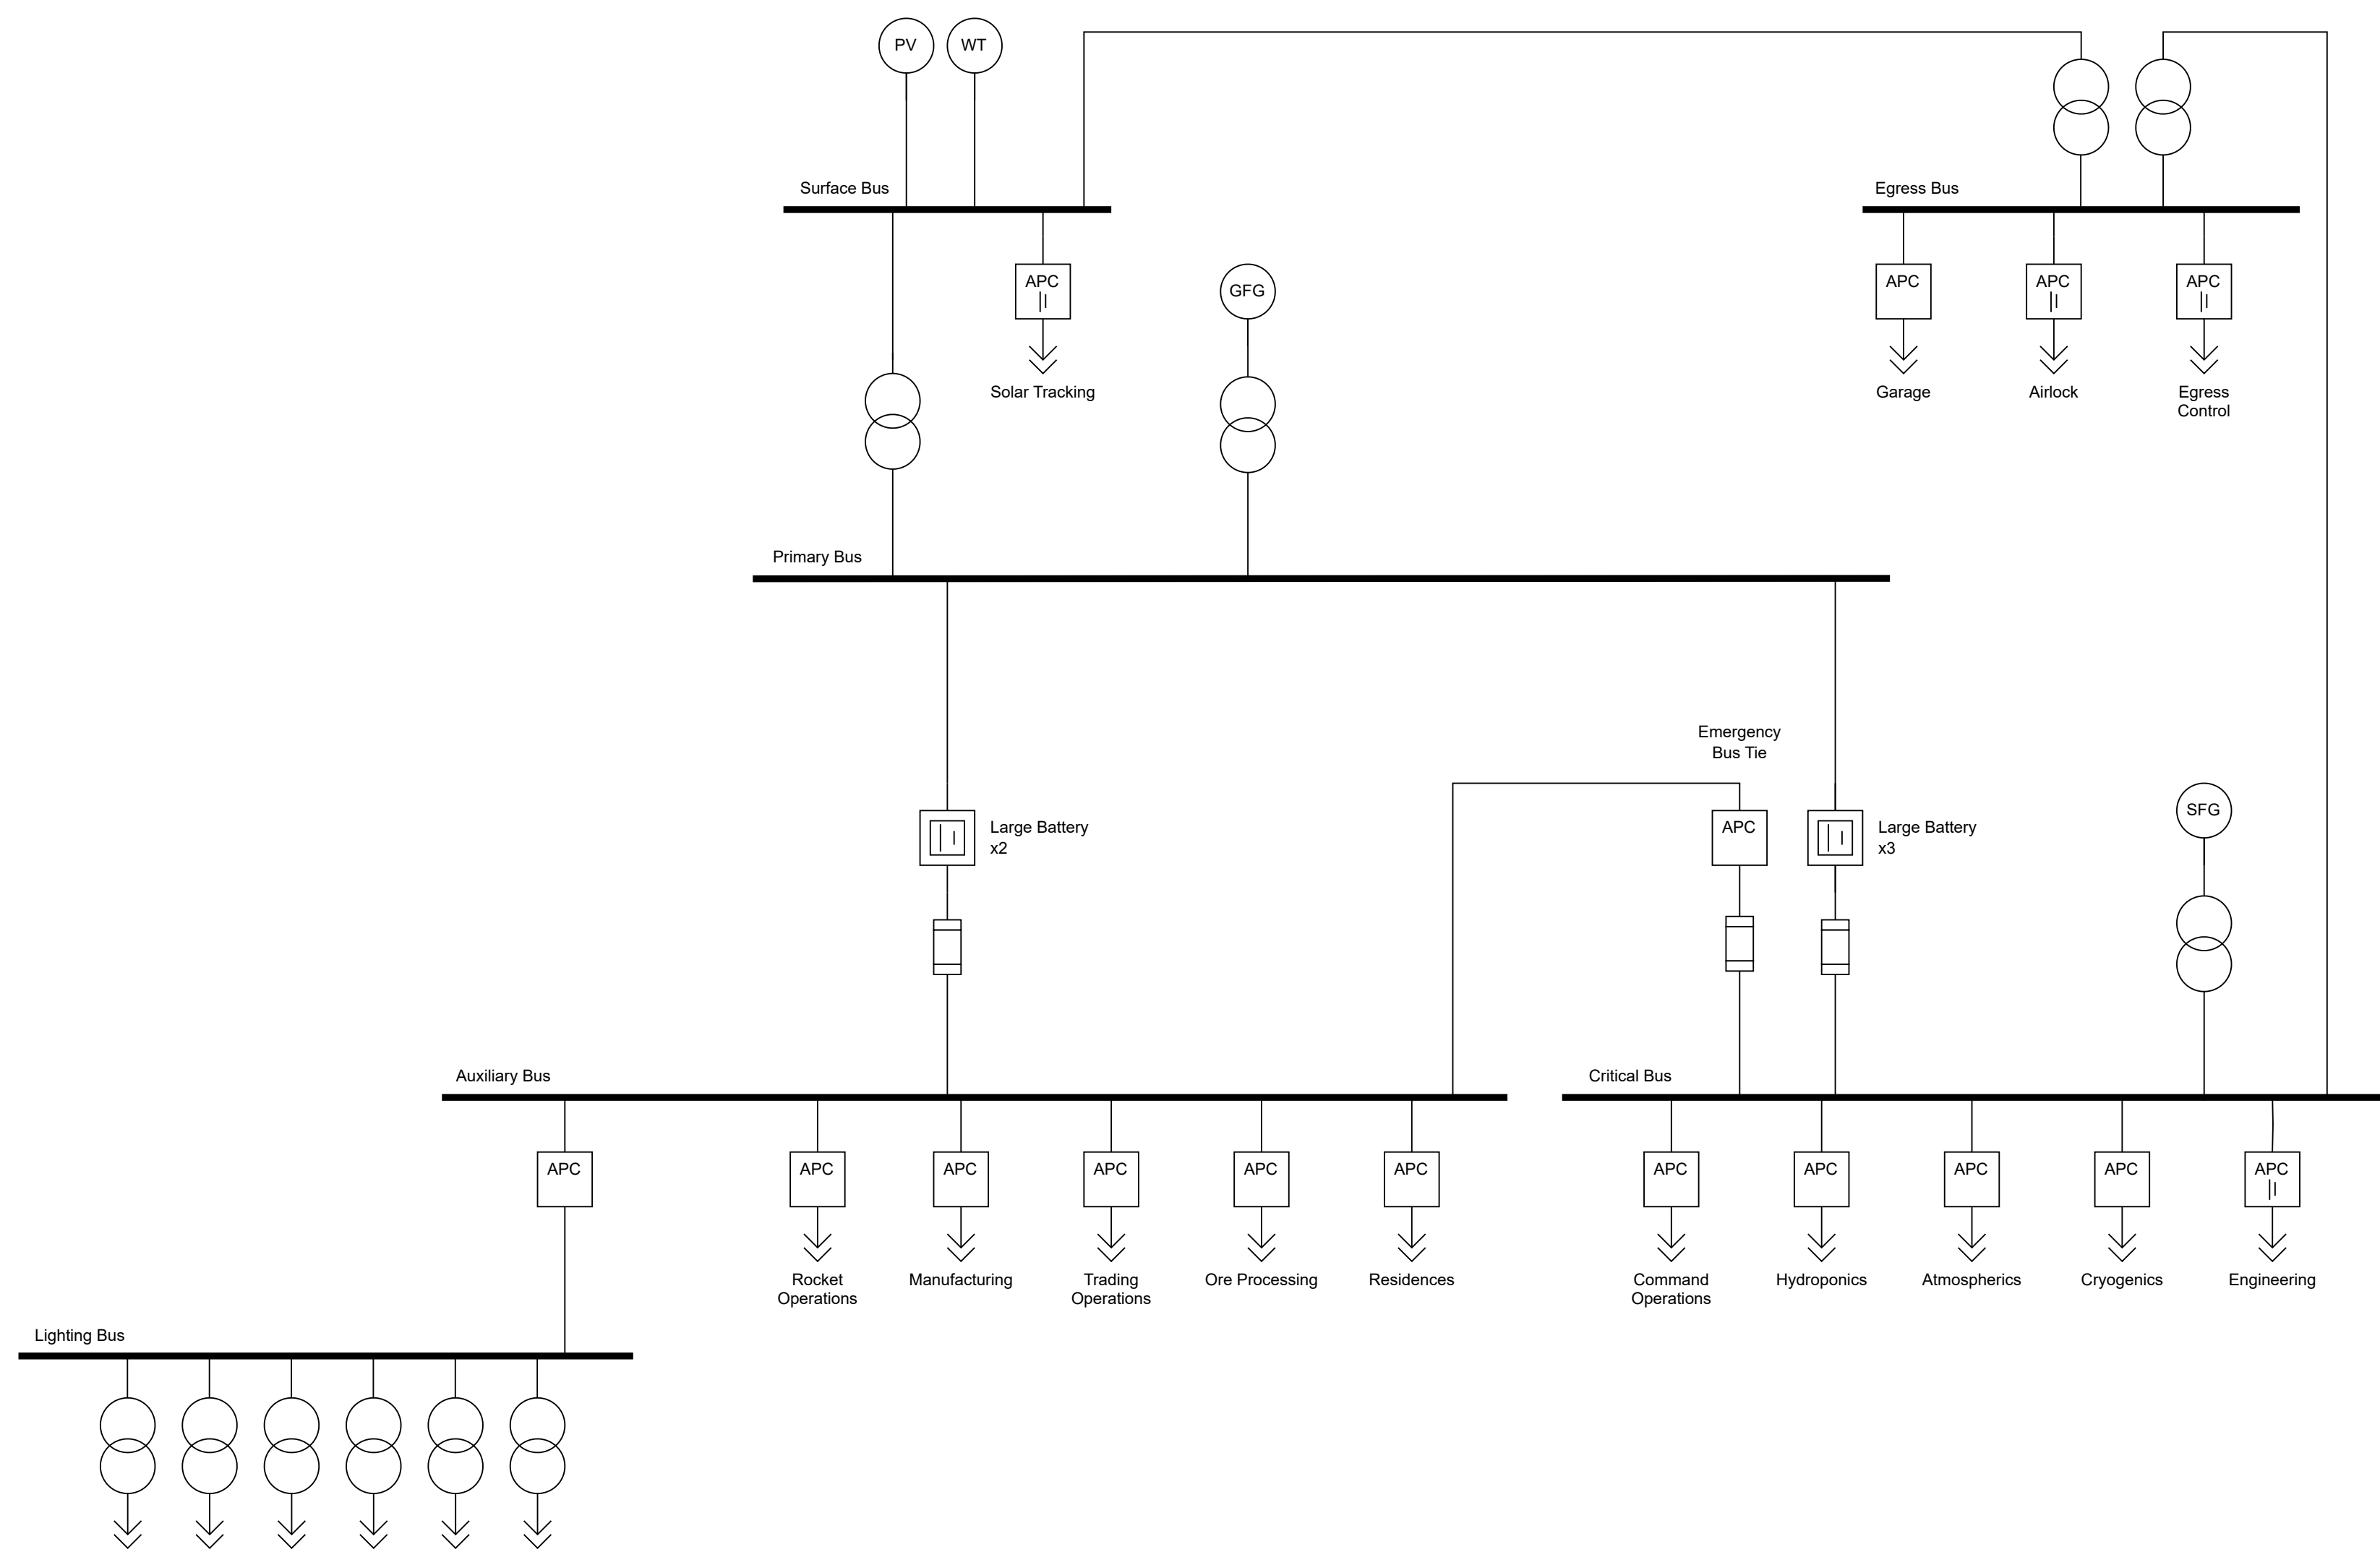 PV
WT
Surface Bus
Egress Bus
APC
GFG
APC
APC
APC
Solar Tracking
Garage
Airlock
Egress
Control
Primary Bus
Emergency
Bus Tie
Large Battery
x2
APC
Large Battery
x3
SFG
Auxiliary Bus
Critical Bus
APC
APC
APC
APC
APC
APC
APC
APC
APC
APC
APC
Rocket
Operations
Manufacturing
Trading
Operations
Ore Processing
Residences
Command
Operations
Hydroponics
Atmospherics
Cryogenics
Engineering
Lighting Bus